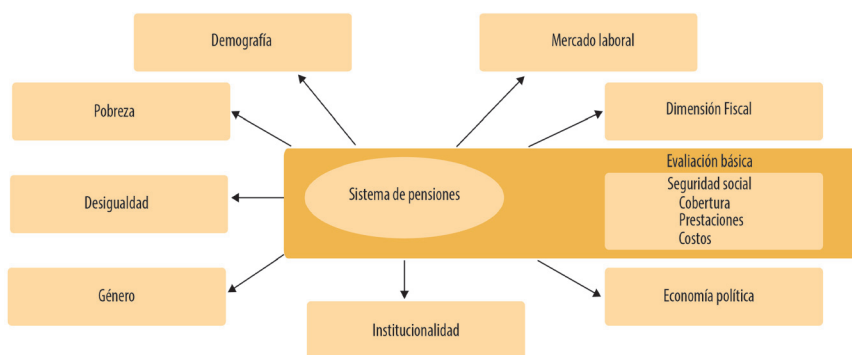 Demografía
Mercado laboral
Pobreza
Dimensión Fiscal
Evaliación básica
Sistema de pensiones
Seguridad social
Cobertura
Prestaciones
Costos
Desigualdad
Género
Institucionalidad
Economía política